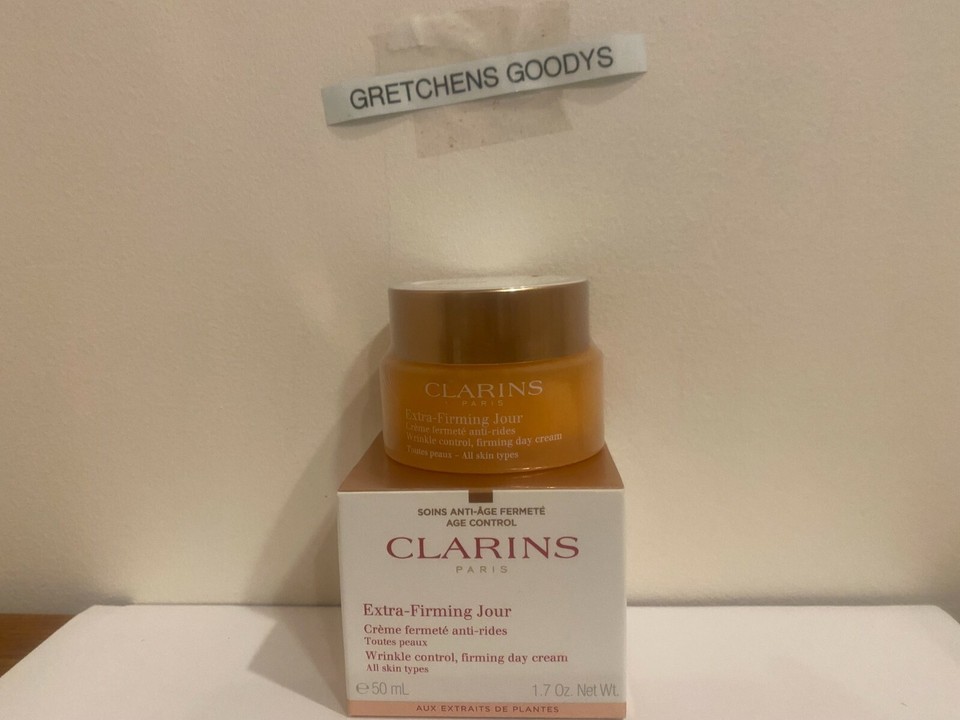 GRETCHENS GOODYS
CLARINS
PARIS
Extra-Firming Jour
Crème fermeté anti-rides
Wrinkle control, firming day cream
Toutes peaux - All skin types
SOINS ANTI-ÂGE FERMETÉ
AGE CONTROL
CLARINS
PARIS
Extra-Firming Jour
Crème fermeté anti-rides
Toutes peaux
Wrinkle control, firming day cream
All skin types
℮50 mL 1.7 Oz. Net Wt.
AUX EXTRAITS DE PLANTES